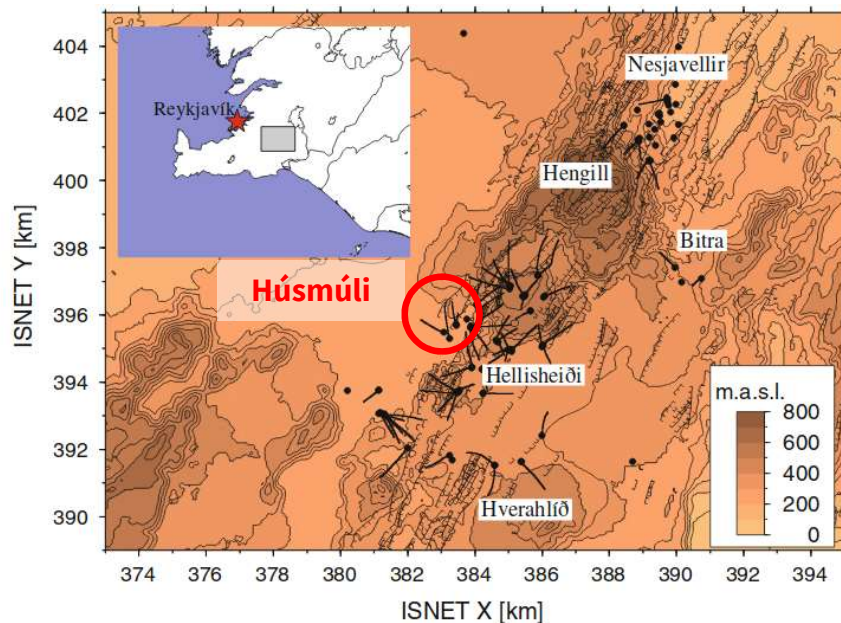 404
402
400
398
396
394
392
390
ISNET Y [km]
Reykjavík
Nesjavellir
Hengill
Bitra
Húsmúli
Hellisheiði
Hverahlíð
m.a.s.l.
800
600
400
200
0
374 376 378 380 382 384 386 388 390 392 394
ISNET X [km]